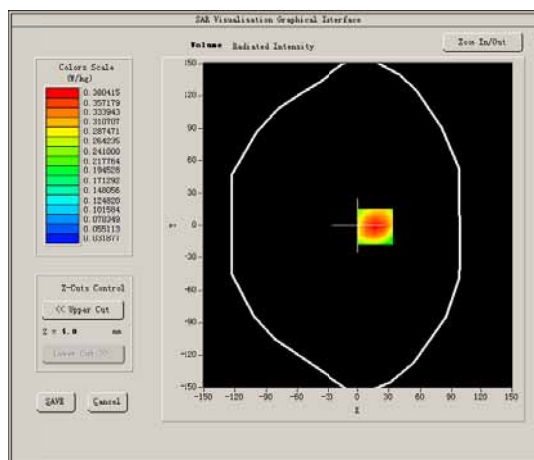 SAR Visualisation Graphical Interface
Volume Radiated Intensity
Zoom In/Out
Colors Scale
(W/kg)
0.380415
0.357179
0.333943
0.310707
0.287471
0.264235
0.241000
0.217764
0.194528
0.171292
0.148056
0.124820
0.101584
0.078349
0.055113
0.031877
Z-Cuts Control
<< Upper Cut
Z = 4.0 mm
Lower Cut >>
SAVE
Cancel
150
120
90
60
30
0
-30
-60
-90
-120
-150
Y
-150 -120 -90 -60 -30 0 30 60 90 120 150
X